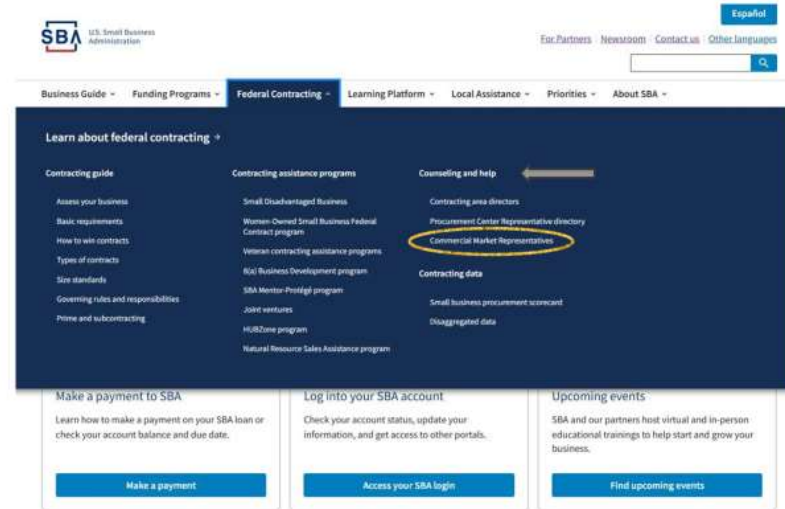 Español
SBA
U.S. Small Business
Administration
For Partners
Newsroom
Contact us
Other languages
Business Guide
Funding Programs
Federal Contracting
Learning Platform
Local Assistance
Priorities
About SBA
Learn about federal contracting
Contracting guide
Assess your business
Basic requirements
How to win contracts
Types of contracts
Size standards
Governing rules and responsibilities
Prime and subcontracting
Contracting assistance programs
Small Disadvantaged Business
Women-Owned Small Business Federal
Contract program
Veteran contracting assistance programs
8(a) Business Development program
SBA Mentor-Protégé program
Joint ventures
HUBZone program
Natural Resource Sales Assistance program
Counseling and help
Contracting area directors
Procurement Center Representative directory
Commercial Market Representatives
Contracting data
Small business procurement scorecard
Disaggregated data
Make a payment to SBA
Learn how to make a payment on your SBA loan or
check your account balance and due date.
Make a payment
Log into your SBA account
Check your account status, update your
information, and get access to other portals.
Access your SBA login
Upcoming events
SBA and our partners host virtual and in-person
educational trainings to help start and grow your
business.
Find upcoming events